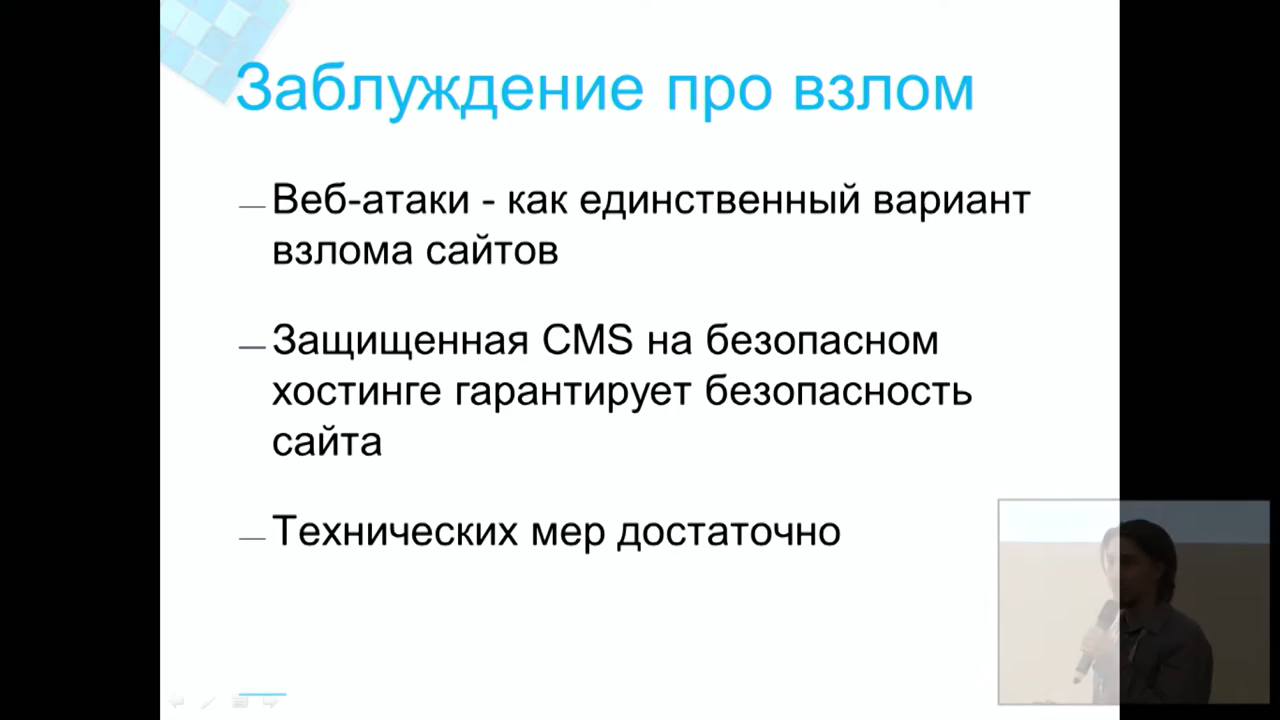 Заблуждение про взлом
— Веб-атаки - как единственный вариант
взлома сайтов
— Защищенная CMS на безопасном
хостинге гарантирует безопасность
сайта
— Технических мер достаточно